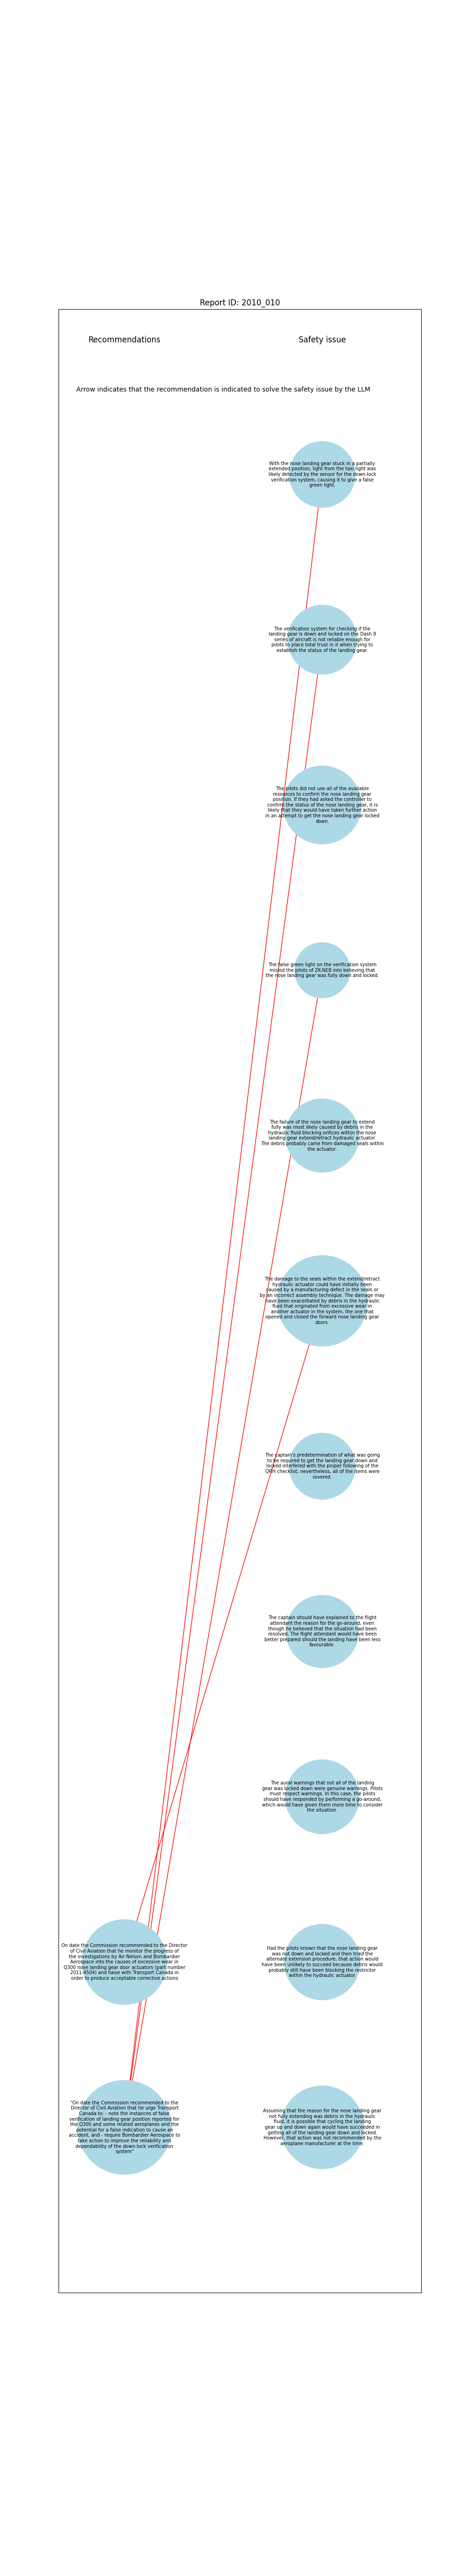 Report ID: 2010_010
Recommendations
Safety issue
Arrow indicates that the recommendation is indicated to solve the safety issue by the LLM
With the nose landing gear stuck in a partially
extended position, light from the taxi light was
likely detected by the sensor for the down-lock
verification system, causing it to give a false
green light.
The verification system for checking if the
landing gear is down and locked on the Dash 8
series of aircraft is not reliable enough for
pilots to place total trust in it when trying to
establish the status of the landing gear.
The pilots did not use all of the available
resources to confirm the nose landing gear
position. If they had asked the controller to
confirm the status of the nose landing gear, it is
likely that they would have taken further action
in an attempt to get the nose landing gear locked
down.
The false green light on the verification system
misled the pilots of ZK-NEB into believing that
the nose landing gear was fully down and locked.
The failure of the nose landing gear to extend
fully was most likely caused by debris in the
hydraulic fluid blocking orifices within the nose
landing gear extend/retract hydraulic actuator.
The debris probably came from damaged seals within
the actuator.
The damage to the seals within the extend/retract
hydraulic actuator could have initially been
caused by a manufacturing defect in the seals or
by an incorrect assembly technique. The damage may
have been exacerbated by debris in the hydraulic
fluid that originated from excessive wear in
another actuator in the system, the one that
opened and closed the forward nose landing gear
doors.
The captain's predetermination of what was going
to be required to get the landing gear down and
locked interfered with the proper following of the
QRH checklist; nevertheless, all of the items were
covered.
The captain should have explained to the flight
attendant the reason for the go-around, even
though he believed that the situation had been
resolved. The flight attendant would have been
better prepared should the landing have been less
favourable.
The aural warnings that not all of the landing
gear was locked down were genuine warnings. Pilots
must respect warnings. In this case, the pilots
should have responded by performing a go-around,
which would have given them more time to consider
the situation.
On date the Commission recommended to the Director
of Civil Aviation that he monitor the progress of
the investigations by Air Nelson and Bombardier
Aerospace into the causes of excessive wear in
Q300 nose landing gear door actuators (part number
2011-4504) and liaise with Transport Canada in
order to produce acceptable corrective actions
Had the pilots known that the nose landing gear
was not down and locked and then tried the
alternate extension procedure, that action would
have been unlikely to succeed because debris would
probably still have been blocking the restrictor
within the hydraulic actuator.
"On date the Commission recommended to the
Director of Civil Aviation that he urge Transport
Canada to: - note the instances of false
verification of landing gear position reported for
the Q300 and some related aeroplanes and the
potential for a false indication to cause an
accident, and - require Bombardier Aerospace to
take action to improve the reliability and
dependability of the down-lock verification
system"
Assuming that the reason for the nose landing gear
not fully extending was debris in the hydraulic
fluid, it is possible that cycling the landing
gear up and down again would have succeeded in
getting all of the landing gear down and locked.
However, that action was not recommended by the
aeroplane manufacturer at the time.